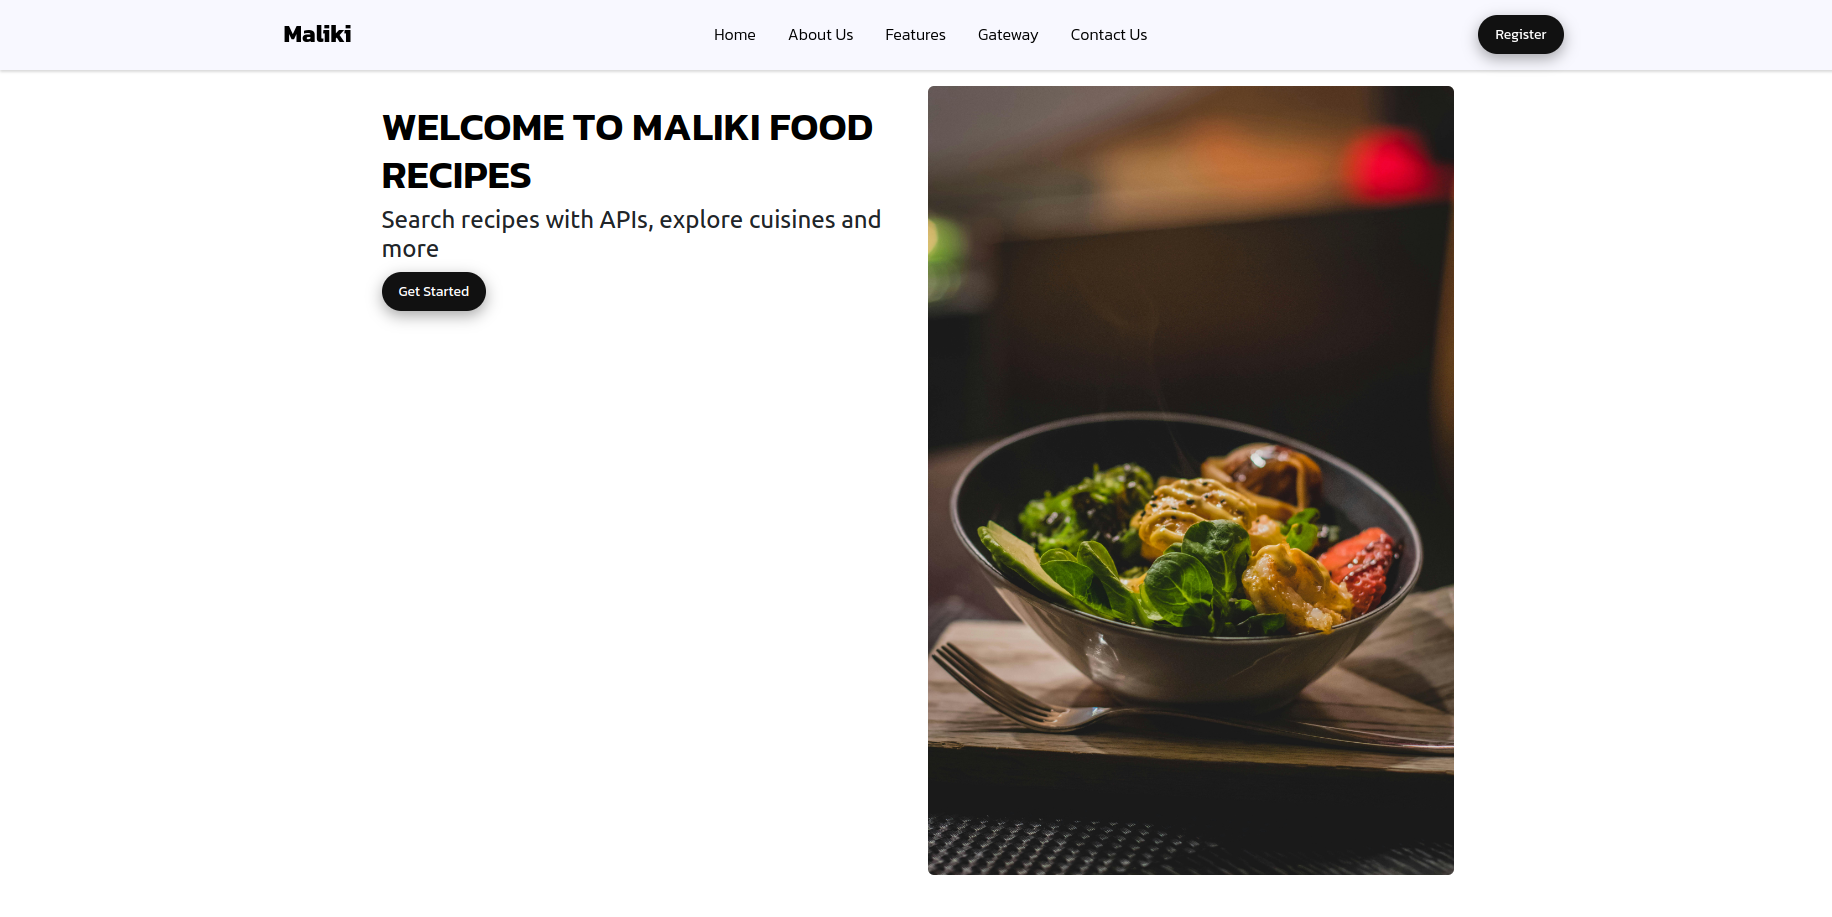 Maliki
Home
About Us
Features
Gateway
Contact Us
Register
WELCOME TO MALIKI FOOD
RECIPES
Search recipes with APIs, explore cuisines and
more
Get Started